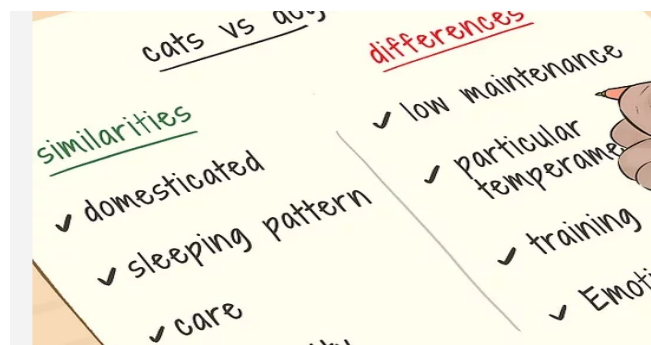 cats vs
differences
similarities
✓ low maintenance
✓ particular
✓ domesticated
✓ sleeping pattern
✓ training
✓ care